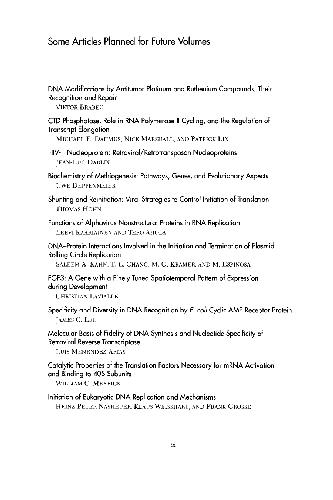 Some Articles Planned for Future Volumes
DNA Modifications by Antitumor Platinum and Ruthenium Compounds: Their
Recognition and Repair
VIKTOR BRABEC
CTD Phosphatase: Role in RNA Polymerase II Cycling and the Regulation of
Transcript Elongation
MICHAEL E. DAHMUS, NICK MARSHALL, AND PATRICK LIN
HIV-1 Nucleoprotein: Retroviral/Retrotransposon Nucleoproteins
JEAN-LUC DARLIX
Biochemistry of Methanogenesis: Pathways, Genes, and Evolutionary Aspects
UWE DEPPENMEIER
Shunting and Reinitiation: Viral Strategies to Control Initiation of Translation
THOMAS HOHN
Functions of Alphavirus Nonstructural Proteins in RNA Replication
LEEVI KÄÄRIÄINEN AND TERO AHOLA
DNA-Protein Interactions Involved in the Initiation and Termination of Plasmid
Rolling Circle Replication
SALEEM A. KHAN, T. L. CHANG, M. G. KRAMER, AND M. ESPINOSA
FGF3: A Gene with a Finely Tuned Spatiotemporal Pattern of Expression
during Development
CHRISTIAN LAVIALLE
Specificity and Diversity in DNA Recognition by E. coli Cyclic AMP Receptor Protein
JAMES C. LEE
Molecular Basis of Fidelity of DNA Synthesis and Nucleotide Specificity of
Retroviral Reverse Transcriptases
LUIS MENÉNDEZ-ARIAS
Catalytic Properties of the Translation Factors Necessary for mRNA Activation
and Binding to 40S Subunits
WILLIAM C. MERRICK
Initiation of Eukaryotic DNA Replication and Mechanisms
HEINZ-PETER NASHEUER, KLAUS WEISSHART, AND FRANK GROSSE